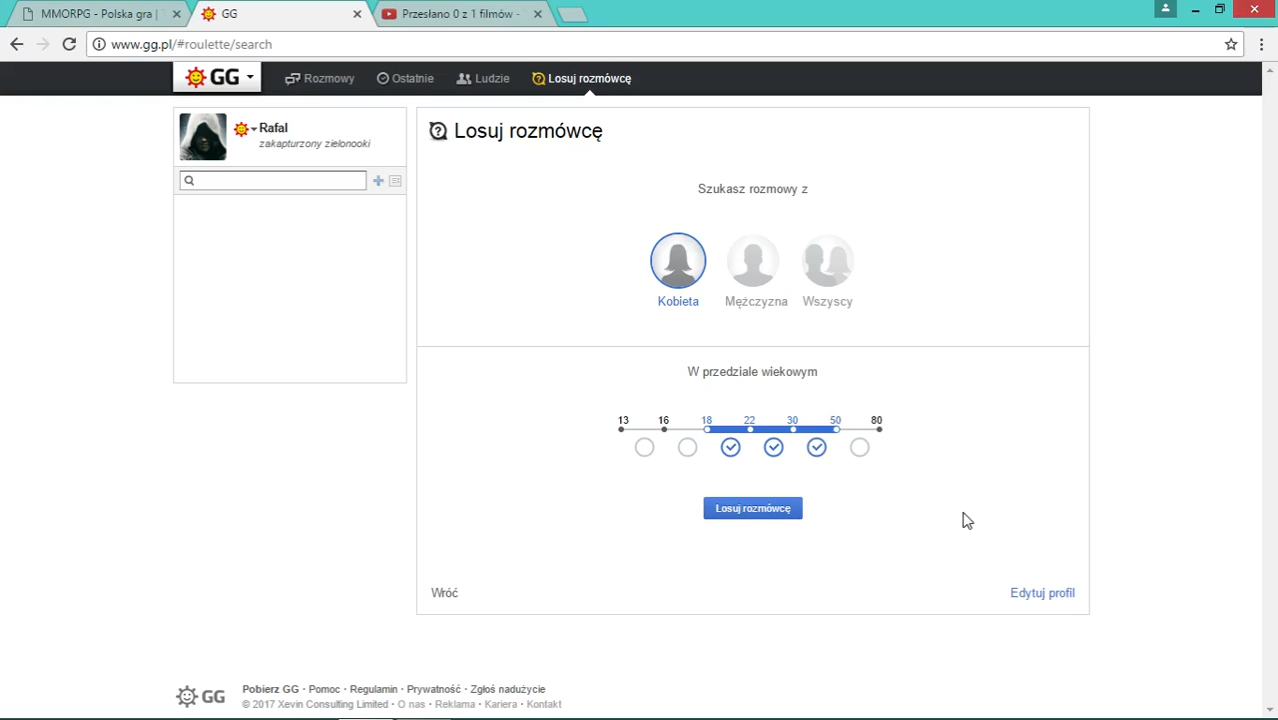 MMORPG - Polska gra | T
GG
Przesłano 0 z 1 filmów -
www.gg.pl/#roulette/search
GG
Rozmowy
Ostatnie
Ludzie
Losuj rozmówcę
Rafal
zakapturzony zielonooki
Losuj rozmówcę
Szukasz rozmowy z
Kobieta
Mężczyzna
Wszyscy
W przedziale wiekowym
13 16 18 22 30 50 80
Losuj rozmówcę
Wróć
Edytuj profil
GG
Pobierz GG · Pomoc · Regulamin · Prywatność · Zgłoś nadużycie
© 2017 Xevin Consulting Limited · O nas · Reklama · Kariera · Kontakt